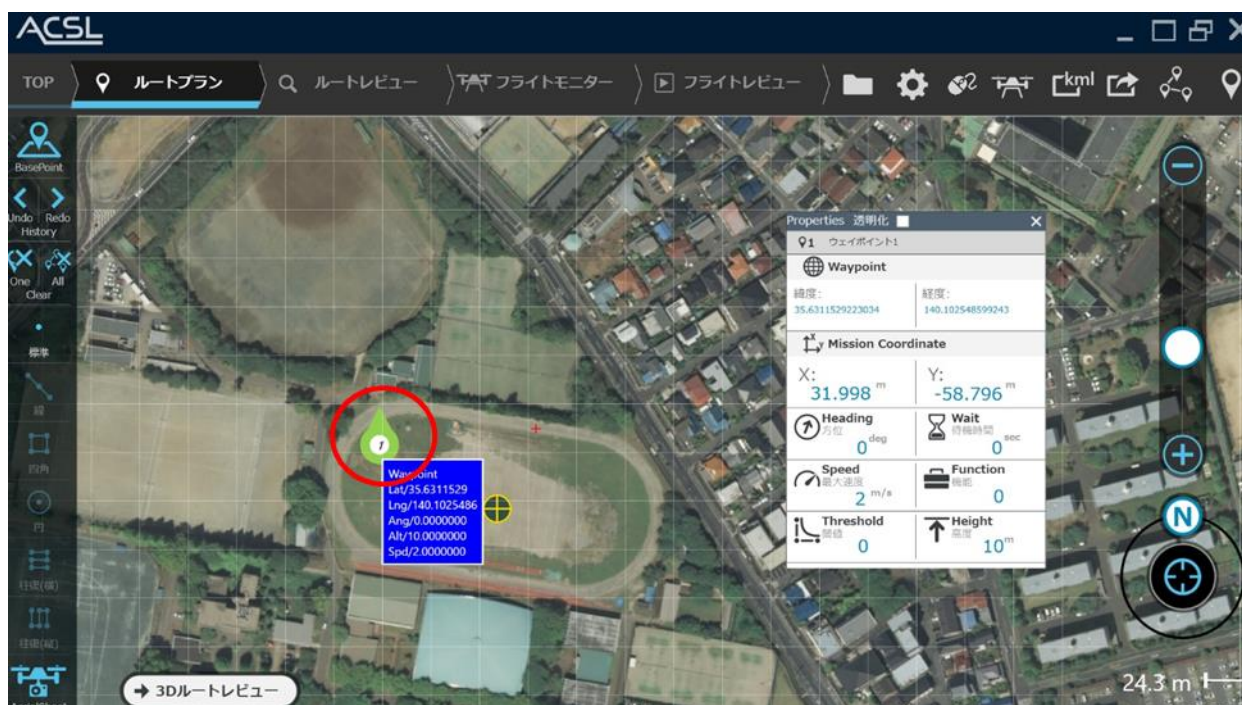 ACSL
TOP ルートプラン ルートレビュー フライトモニター フライトレビュー kml
BasePoint
Undo Redo
History
One All
Clear
標準
線
四角
円
往復(横)
往復(縦)
Properties 透明化
1 ウェイポイント1
Waypoint
緯度: 経度:
35.6311529223034 140.102548599243
Mission Coordinate
X: Y:
31.998 m -58.796 m
Heading Wait
方位 待機時間
0 deg 0 sec
Speed Function
最大速度 機能
2 m/s 0
Threshold Height
閾値 高度
0 10 m
1
Waypoint
Lat/35.6311529
Lng/140.1025486
Ang/0.0000000
Alt/10.0000000
Spd/2.0000000
N
→ 3Dルートレビュー
24.3 m